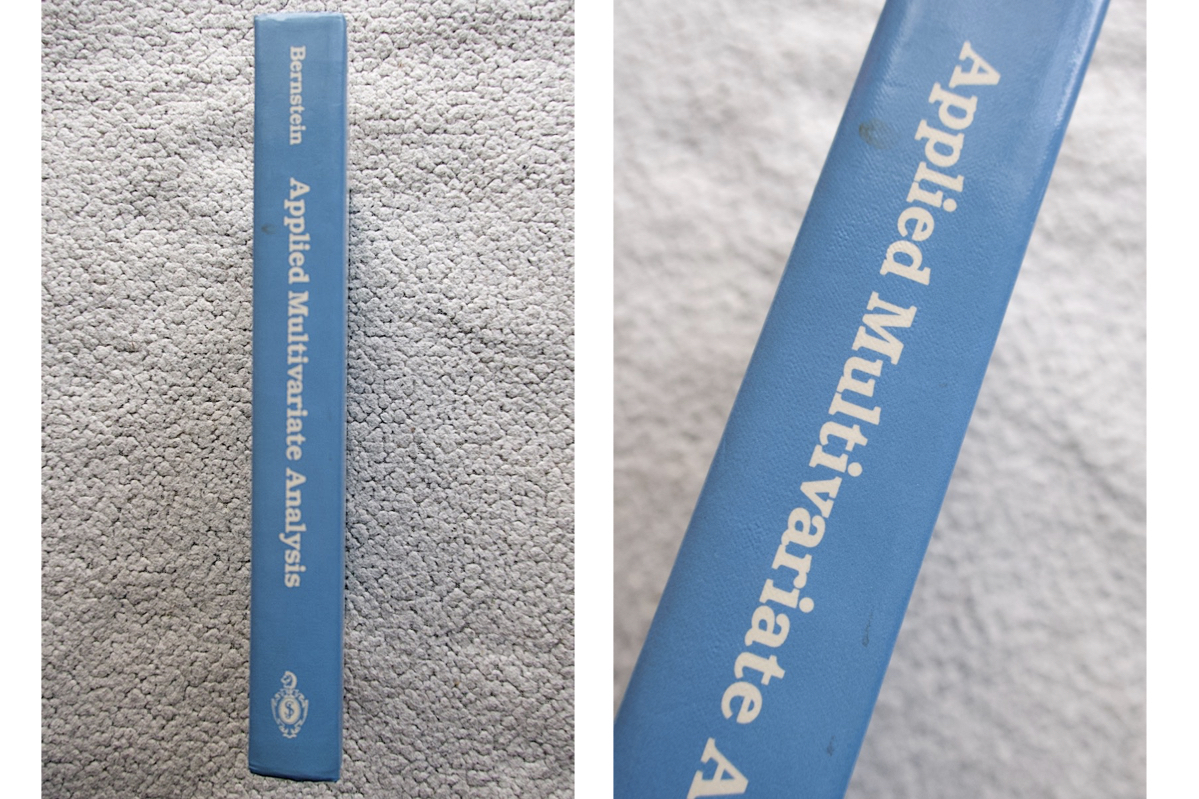 Bernstein Applied Multivariate Analysis
Applied Multivariate A